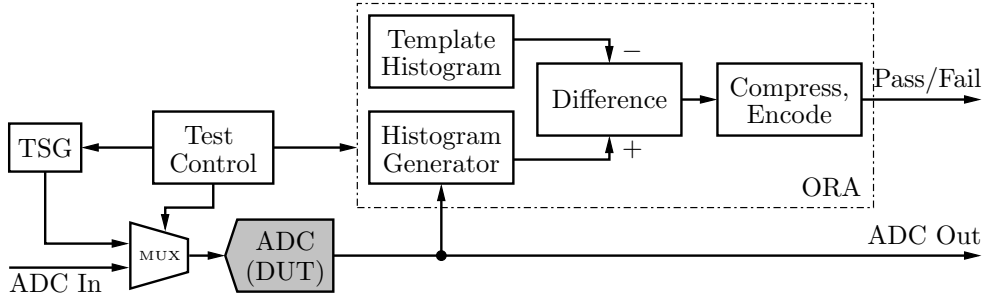 Template
Histogram
−
Difference
Compress,
Encode
Pass/Fail
TSG
Test
Control
Histogram
Generator
+
ORA
MUX
ADC
(DUT)
ADC Out
ADC In